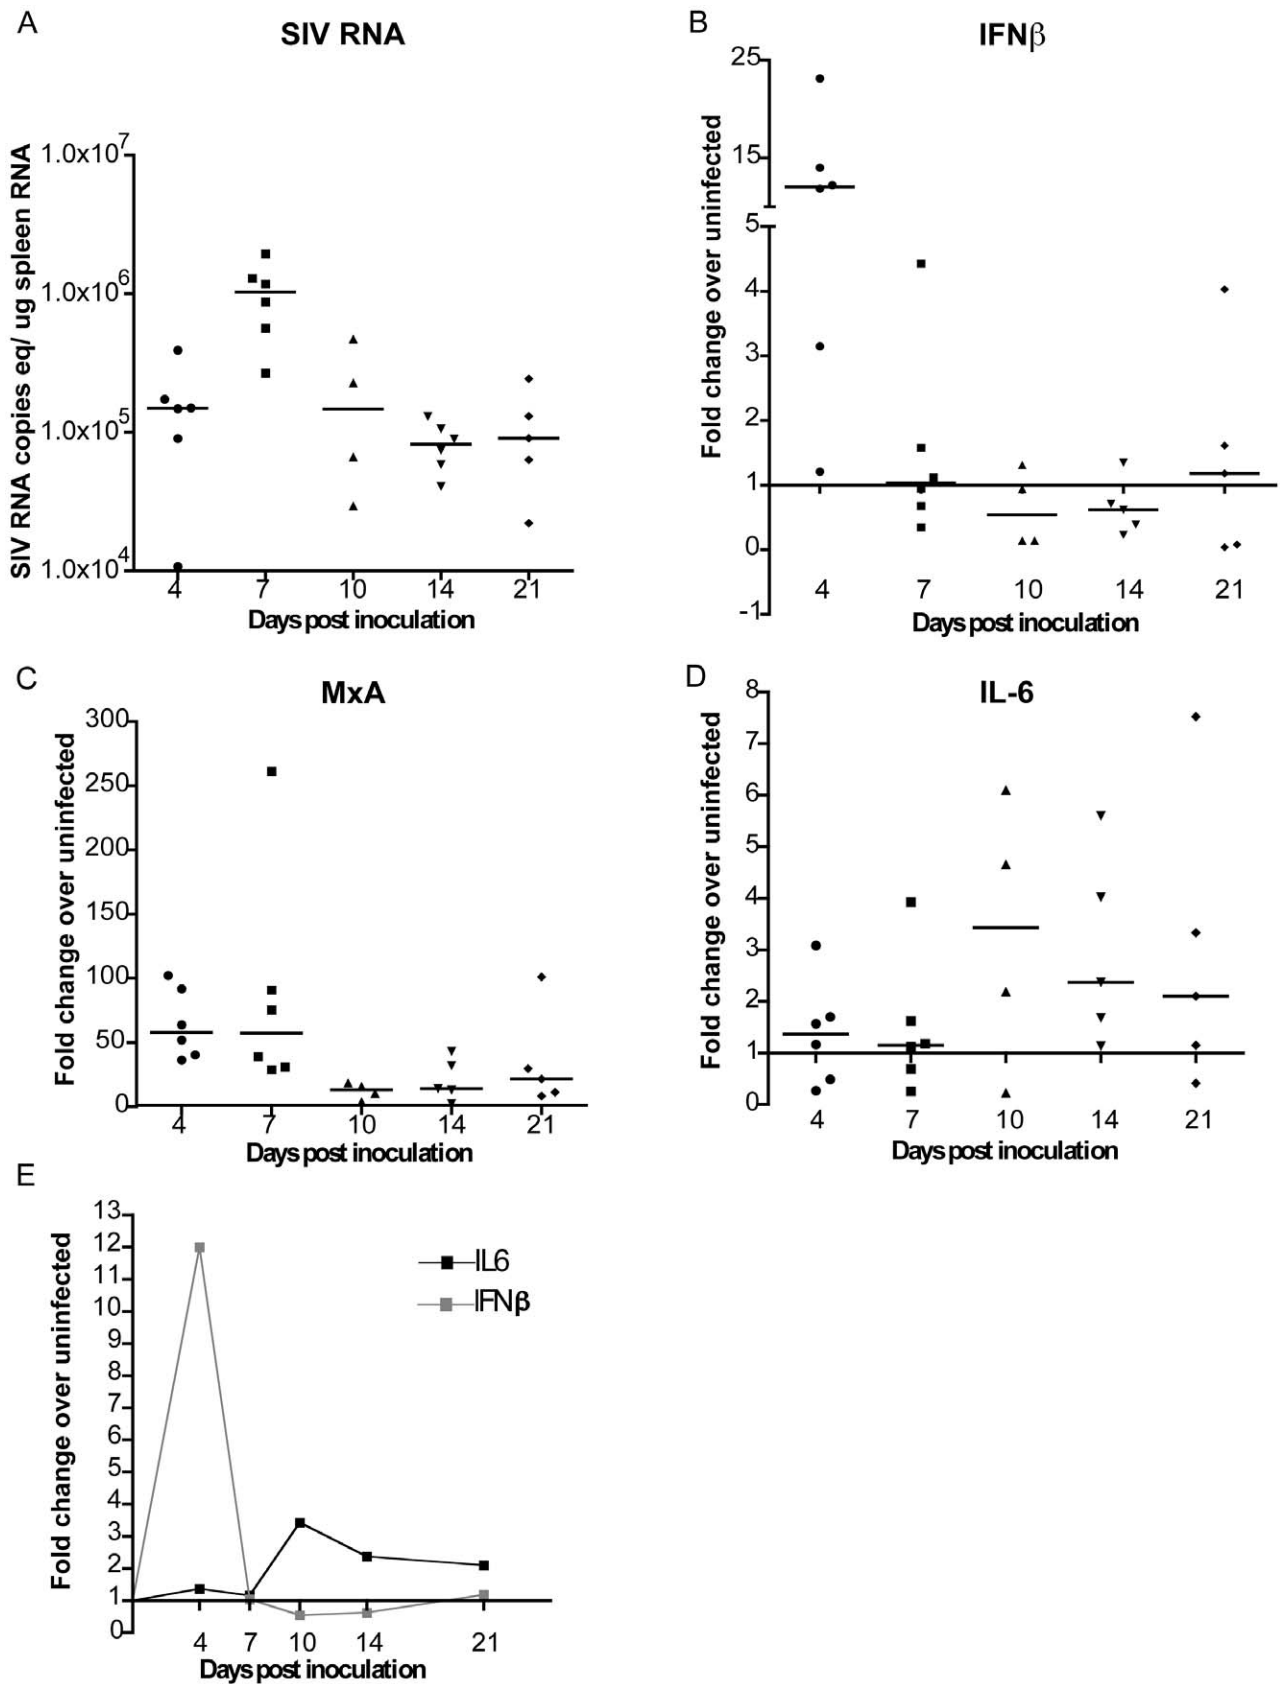 A
SIV RNA
SIV RNA copies eq/ ug spleen RNA
1.0x10^7
1.0x10^6
1.0x10^5
1.0x10^4
4 7 10 14 21
Days post inoculation
B
IFNβ
Fold change over uninfected
25
15
5
4
3
2
1
0
-1
4 7 10 14 21
Days post inoculation
C
MxA
Fold change over uninfected
300
250
200
150
100
50
0
4 7 10 14 21
Days post inoculation
D
IL-6
Fold change over uninfected
8
7
6
5
4
3
2
1
0
4 7 10 14 21
Days post inoculation
E
Fold change over uninfected
13
12
11
10
9
8
7
6
5
4
3
2
1
0
IL6
IFNβ
4 7 10 14 21
Days post inoculation